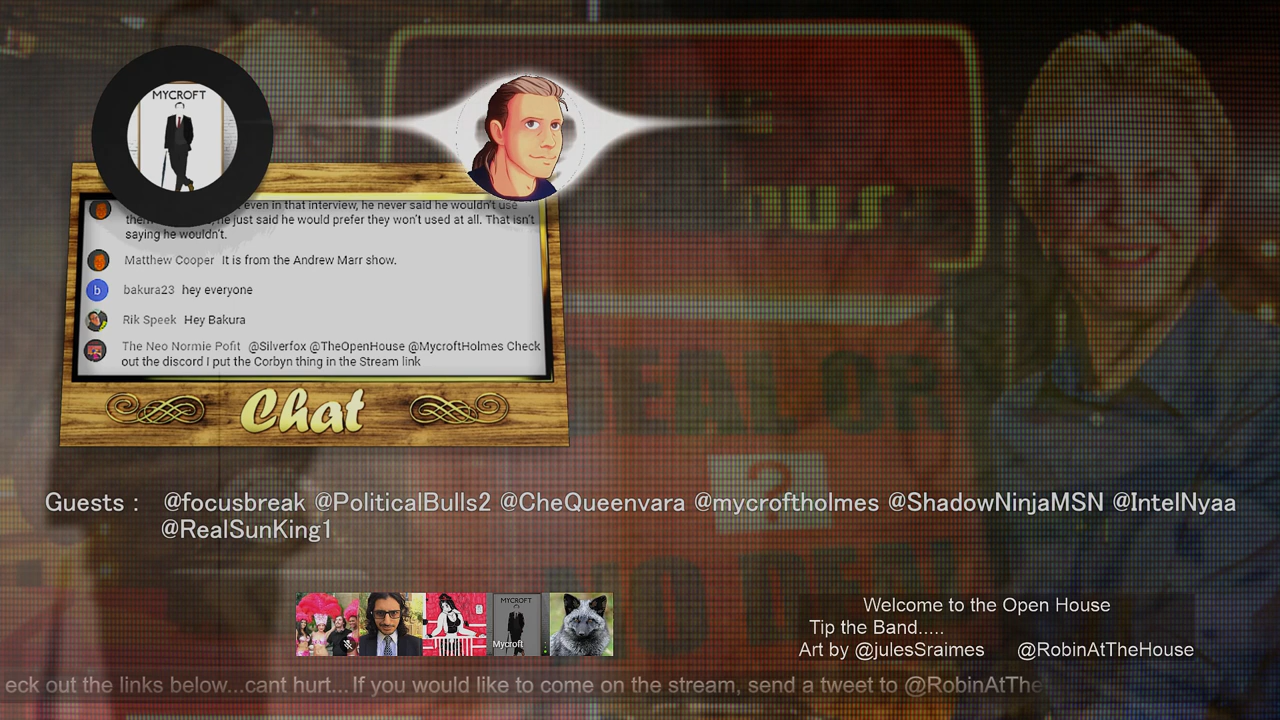 MYCROFT
even in that interview, he never said he wouldn't use
he just said he would prefer they won't used at all. That isn't
saying he wouldn't.
Matthew Cooper It is from the Andrew Marr show.
b bakura23 hey everyone
Rik Speek Hey Bakura
The Neo Normie Pofit @Silverfox @TheOpenHouse @MycroftHolmes Check
out the discord I put the Corbyn thing in the Stream link
Chat
DEAL OR
?
NO DEAL
Guests : @focusbreak @PoliticalBulls2 @CheQueenvara @mycroftholmes @ShadowNinjaMSN @IntelNyaa
@RealSunKing1
MYCROFT
Mycroft
Welcome to the Open House
Tip the Band.....
Art by @julesSraimes @RobinAtTheHouse
eck out the links below...cant hurt... If you would like to come on the stream, send a tweet to @RobinAtThe